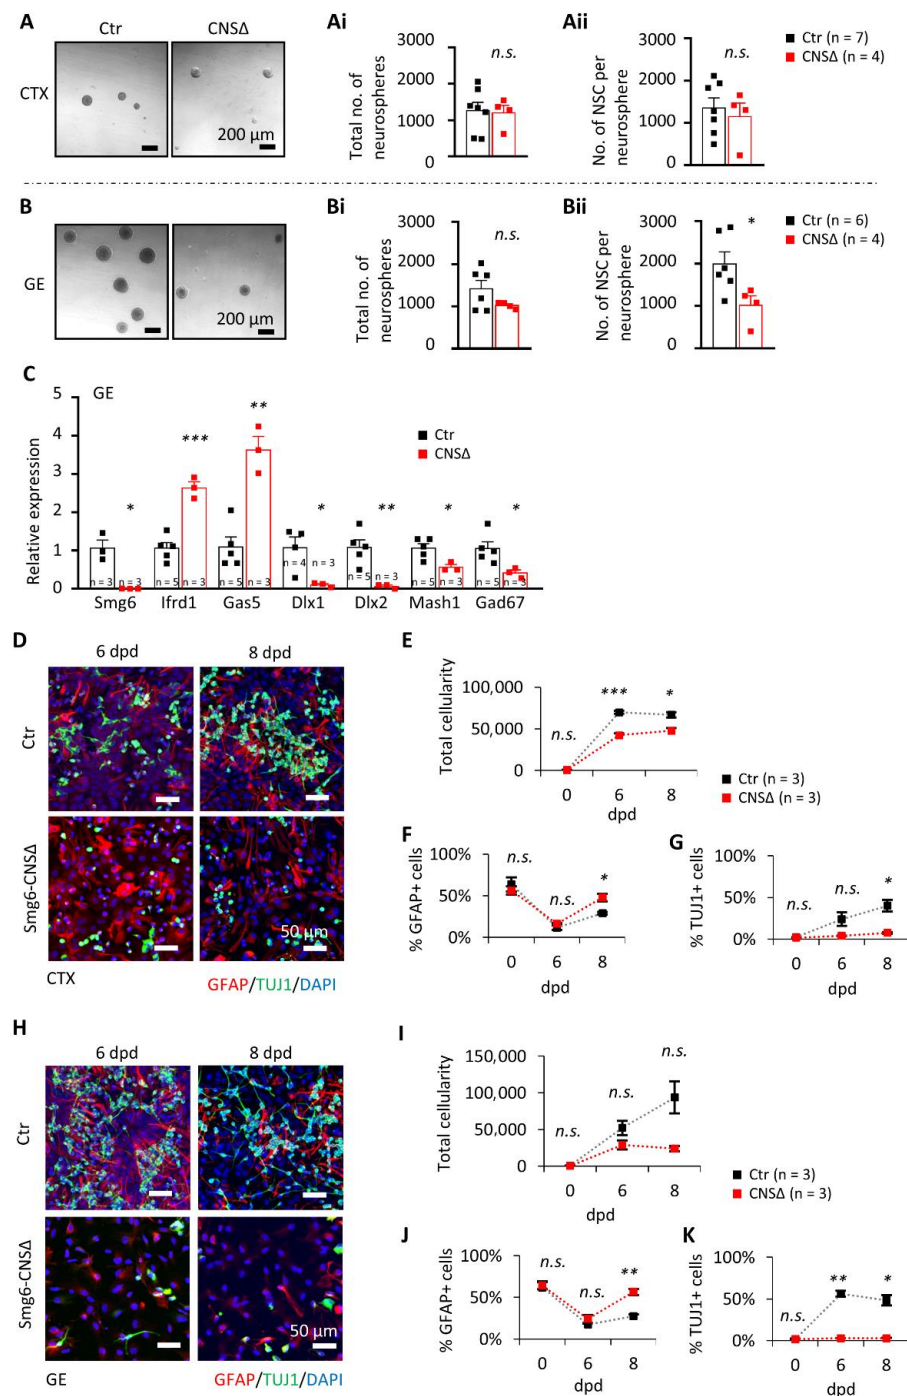 A Ctr CNSΔ Ai Aii
CTX
200 µm
Total no. of neurospheres
3000
2000
1000
0
n.s.
No. of NSC per neurosphere
3000
2000
1000
0
n.s.
Ctr (n = 7)
CNSΔ (n = 4)
B Bi Bii
GE
200 µm
Total no. of neurospheres
3000
2000
1000
0
n.s.
No. of NSC per neurosphere
3000
2000
1000
0
*
Ctr (n = 6)
CNSΔ (n = 4)
C GE
Relative expression
5
4
3
2
1
0
* *** ** * ** * *
Ctr
CNSΔ
n = 3 n = 3 n = 5 n = 3 n = 5 n = 3 n = 4 n = 3 n = 5 n = 3 n = 5 n = 3 n = 5 n = 3
Smg6 Ifrd1 Gas5 Dlx1 Dlx2 Mash1 Gad67
D 6 dpd 8 dpd
Ctr
Smg6-CNSΔ
50 µm
CTX GFAP/TUJ1/DAPI
E
Total cellularity
100,000
50,000
0
n.s. *** *
0 6 8
dpd
Ctr (n = 3)
CNSΔ (n = 3)
F
% GFAP+ cells
100%
50%
0%
n.s. n.s. *
0 6 8
dpd
G
% TUJ1+ cells
100%
50%
0%
n.s. n.s. *
0 6 8
dpd
H 6 dpd 8 dpd
Ctr
Smg6-CNSΔ
50 µm
GE GFAP/TUJ1/DAPI
I
Total cellularity
150,000
100,000
50,000
0
n.s. n.s. n.s.
0 6 8
dpd
Ctr (n = 3)
CNSΔ (n = 3)
J
% GFAP+ cells
100%
50%
0%
n.s. n.s. **
0 6 8
dpd
K
% TUJ1+ cells
100%
50%
0%
n.s. ** *
0 6 8
dpd